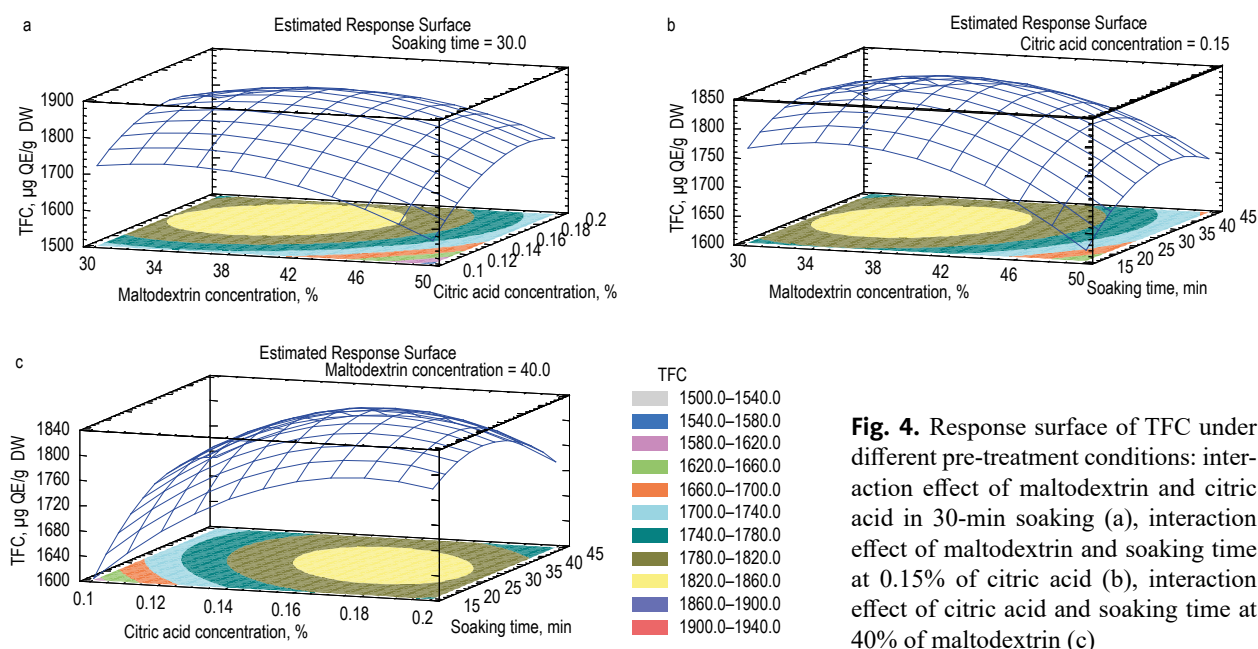 a
Estimated Response Surface
Soaking time = 30.0
TFC, µg QE/g DW
1900
1800
1700
1600
1500
30
34
38
42
46
50
Maltodextrin concentration, %
0.1
0.12
0.14
0.16
0.18
0.2
Citric acid concentration, %
b
Estimated Response Surface
Citric acid concentration = 0.15
TFC, µg QE/g DW
1850
1800
1750
1700
1650
1600
30
34
38
42
46
50
Maltodextrin concentration, %
15
20
25
30
35
40
45
Soaking time, min
c
Estimated Response Surface
Maltodextrin concentration = 40.0
TFC, µg QE/g DW
1840
1800
1760
1720
1680
1640
1600
0.1
0.12
0.14
0.16
0.18
0.2
Citric acid concentration, %
15
20
25
30
35
40
45
Soaking time, min
TFC
1500.0–1540.0
1540.0–1580.0
1580.0–1620.0
1620.0–1660.0
1660.0–1700.0
1700.0–1740.0
1740.0–1780.0
1780.0–1820.0
1820.0–1860.0
1860.0–1900.0
1900.0–1940.0
Fig. 4. Response surface of TFC under
different pre-treatment conditions: inter-
action effect of maltodextrin and citric
acid in 30-min soaking (a), interaction
effect of maltodextrin and soaking time
at 0.15% of citric acid (b), interaction
effect of citric acid and soaking time at
40% of maltodextrin (c)